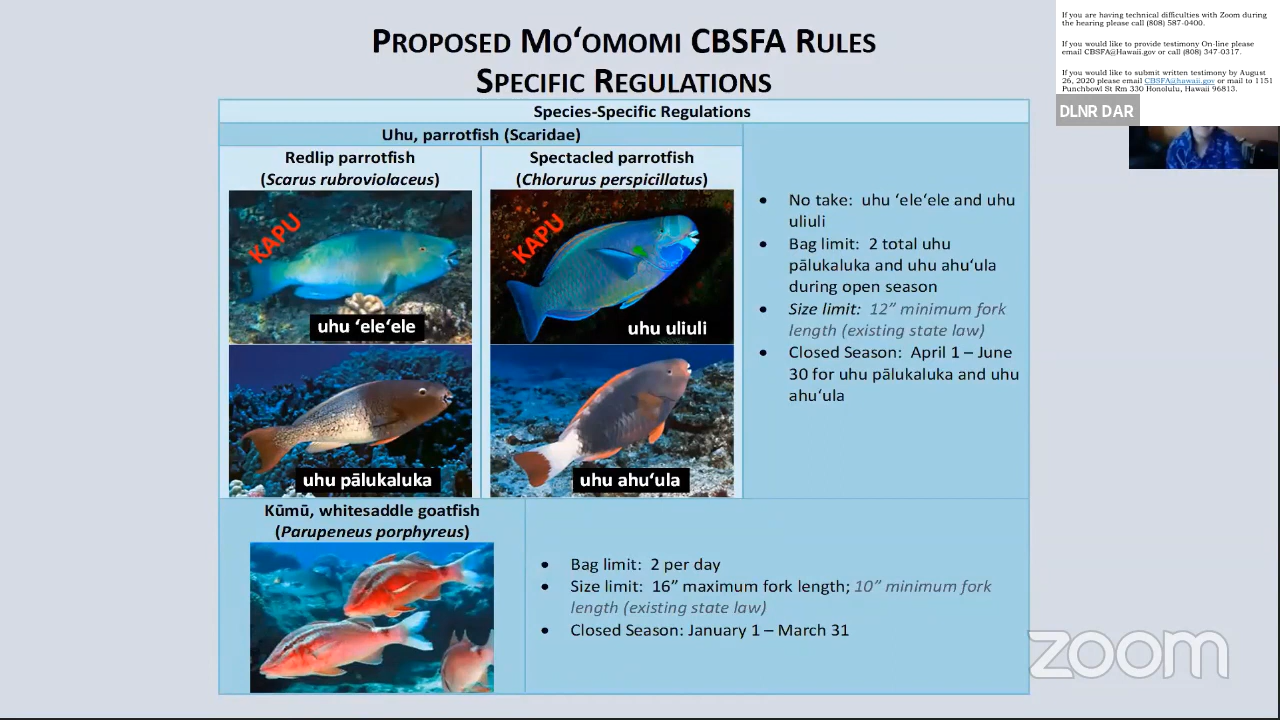 PROPOSED MOʻOMOMI CBSFA RULES
SPECIFIC REGULATIONS
Species-Specific Regulations
Uhu, parrotfish (Scaridae)
Redlip parrotfish
(Scarus rubroviolaceus)
KAPU
uhu ʻeleʻele
uhu pālukaluka
Spectacled parrotfish
(Chlorurus perspicillatus)
KAPU
uhu uliuli
uhu ahuʻula
• No take: uhu ʻeleʻele and uhu
uliuli
• Bag limit: 2 total uhu
pālukaluka and uhu ahuʻula
during open season
• Size limit: 12” minimum fork
length (existing state law)
• Closed Season: April 1 – June
30 for uhu pālukaluka and uhu
ahuʻula
Kūmū, whitesaddle goatfish
(Parupeneus porphyreus)
• Bag limit: 2 per day
• Size limit: 16” maximum fork length; 10” minimum fork
length (existing state law)
• Closed Season: January 1 – March 31
If you are having technical difficulties with Zoom during
the hearing please call (808) 587-0400.
If you would like to provide testimony On-line please
email CBSFA@Hawaii.gov or call (808) 347-0317.
If you would like to submit written testimony by August
26, 2020 please email CBSFA@hawaii.gov or mail to 1151
Punchbowl St Rm 330 Honolulu, Hawaii 96813.
DLNR DAR
zoom